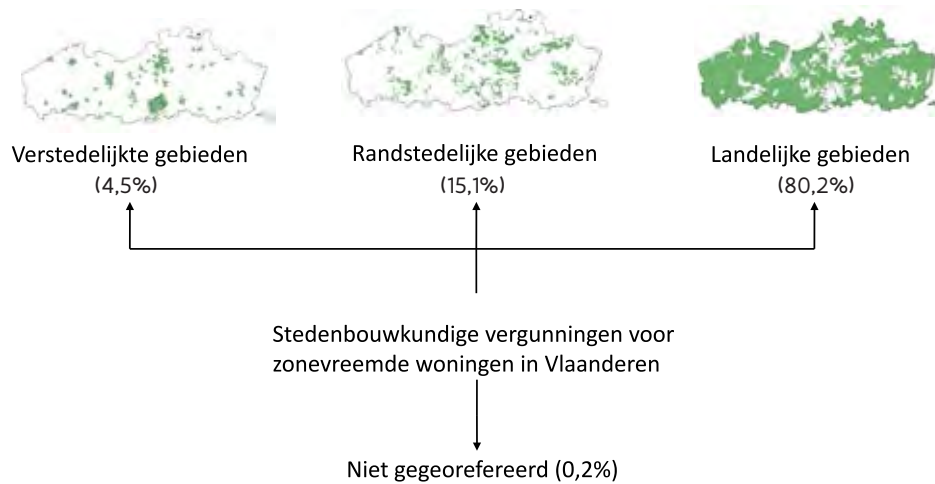 Verstedelijkte gebieden
(4,5%)
Randstedelijke gebieden
(15,1%)
Landelijke gebieden
(80,2%)
Stedenbouwkundige vergunningen voor
zonevreemde woningen in Vlaanderen
Niet gegeorefereerd (0,2%)